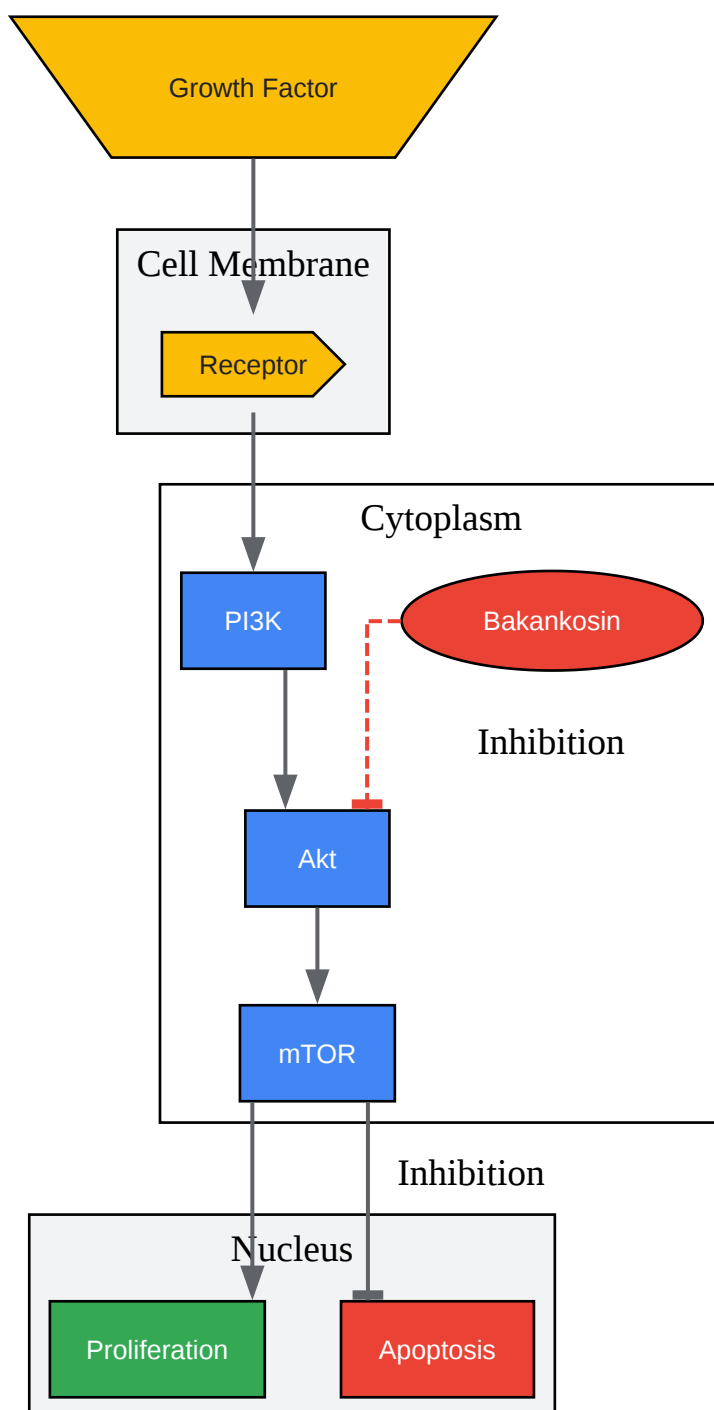 Growth Factor
Cell Membrane
Receptor
Cytoplasm
PI3K
Bakankosin
Inhibition
Akt
mTOR
Inhibition
Nucleus
Proliferation
Apoptosis